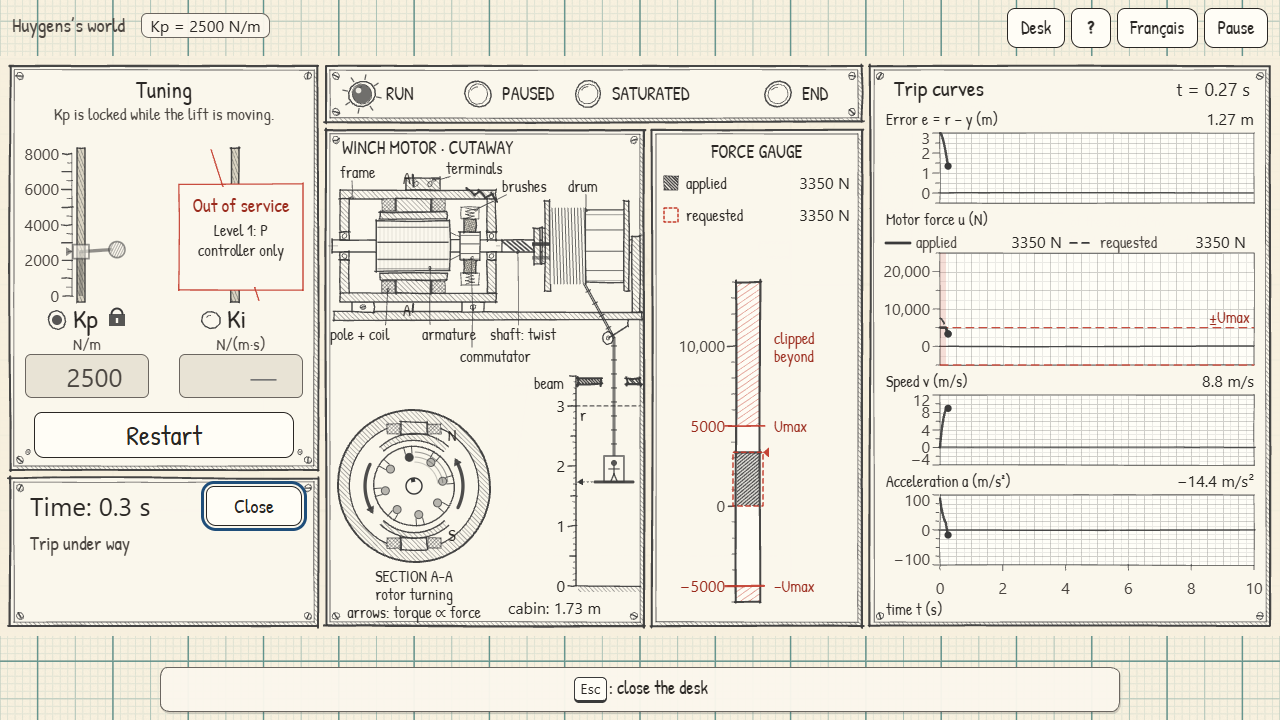 Huygens's world
Kp = 2500 N/m
Desk
?
Français
Pause
Tuning
Kp is locked while the lift is moving.
8000
6000
4000
2000
0
Out of service
Level 1: P
controller only
Kp
Ki
N/m
N/(m·s)
2500
—
Restart
Time: 0.3 s
Close
Trip under way
RUN
PAUSED
SATURATED
END
WINCH MOTOR · CUTAWAY
frame
A
terminals
brushes
drum
A
pole + coil
armature
shaft: twist
commutator
beam
3
r
2
1
0
N
S
SECTION A–A
rotor turning
arrows: torque ∝ force
cabin: 1.73 m
FORCE GAUGE
applied
3350 N
requested
3350 N
10,000
clipped
beyond
5000
Umax
0
−5000
−Umax
Trip curves
t = 0.27 s
Error e = r − y (m)
1.27 m
3
2
1
0
Motor force u (N)
applied
3350 N
requested
3350 N
20,000
10,000
0
±Umax
Speed v (m/s)
8.8 m/s
12
8
4
0
−4
Acceleration a (m/s²)
−14.4 m/s²
100
0
−100
0
2
4
6
8
10
time t (s)
Esc : close the desk